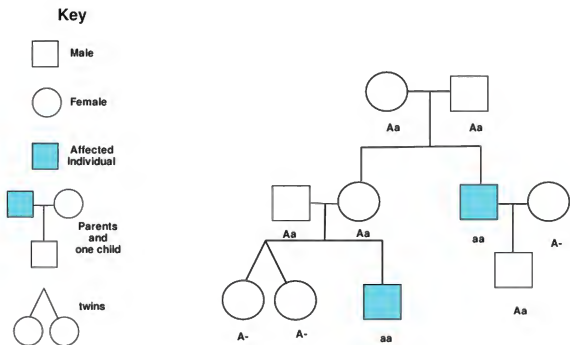 Key
Male
Female
Affected
Individual
Parents
and
one child
twins
Aa Aa
Aa Aa
aa A-
Aa
A- A- aa